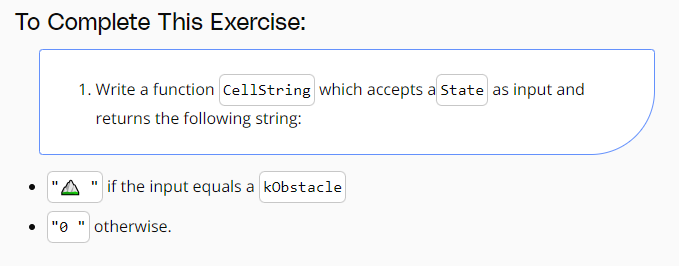 To Complete This Exercise:
1. Write a function CellString which accepts a State as input and
returns the following string:
• "⛰ " if the input equals a kObstacle
• "0 " otherwise.